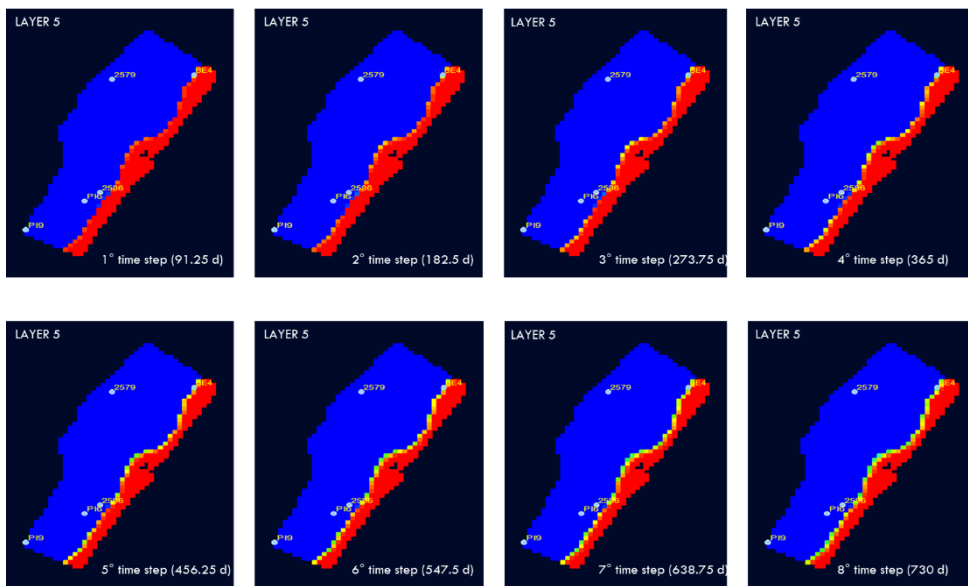 LAYER 5
BE4
2579
2586
PI6
PI9
1° time step (91.25 d)
LAYER 5
BE4
2579
2586
PI6
PI9
2° time step (182.5 d)
LAYER 5
BE4
2579
2586
PI6
PI9
3° time step (273.75 d)
LAYER 5
BE4
2579
2586
PI6
PI9
4° time step (365 d)
LAYER 5
BE4
2579
2586
PI6
PI9
5° time step (456.25 d)
LAYER 5
BE4
2579
2586
PI6
PI9
6° time step (547.5 d)
LAYER 5
BE4
2579
2586
PI6
PI9
7° time step (638.75 d)
LAYER 5
BE4
2579
2586
PI6
PI9
8° time step (730 d)